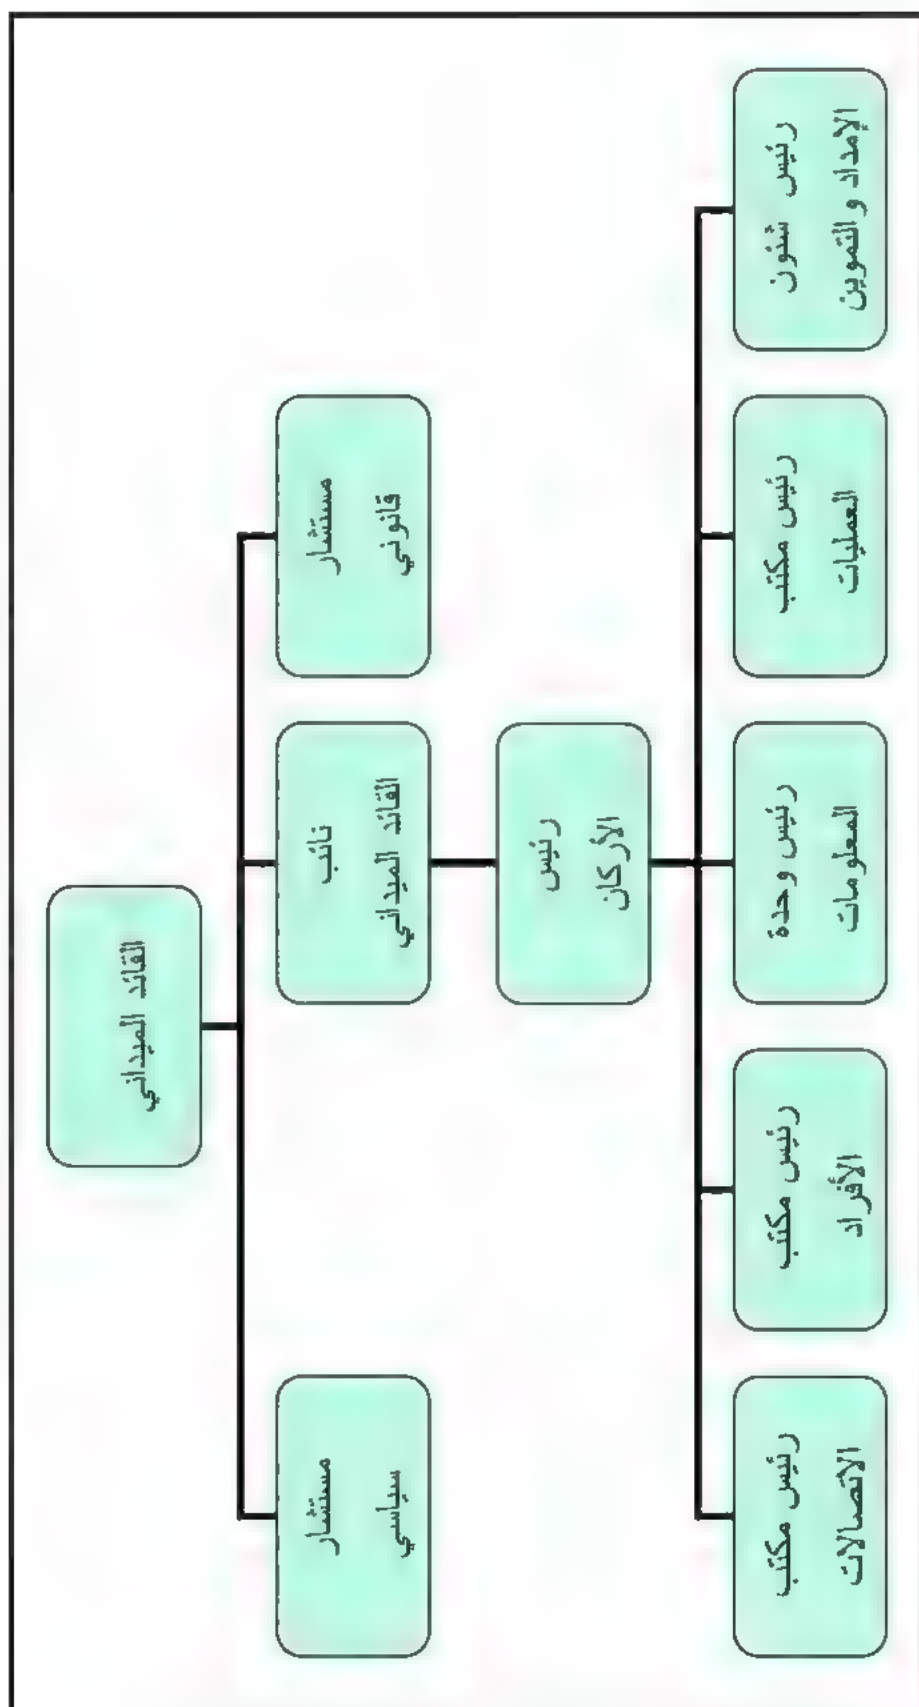 القائد الميداني
مستشار
قانوني
نائب
القائد الميداني
مستشار
سياسي
رئيس
الأركان
رئيس شئون
الإمداد والتموين
رئيس مكتب
العمليات
رئيس وحدة
المعلومات
رئيس مكتب
الأفراد
رئيس مكتب
الاتصالات